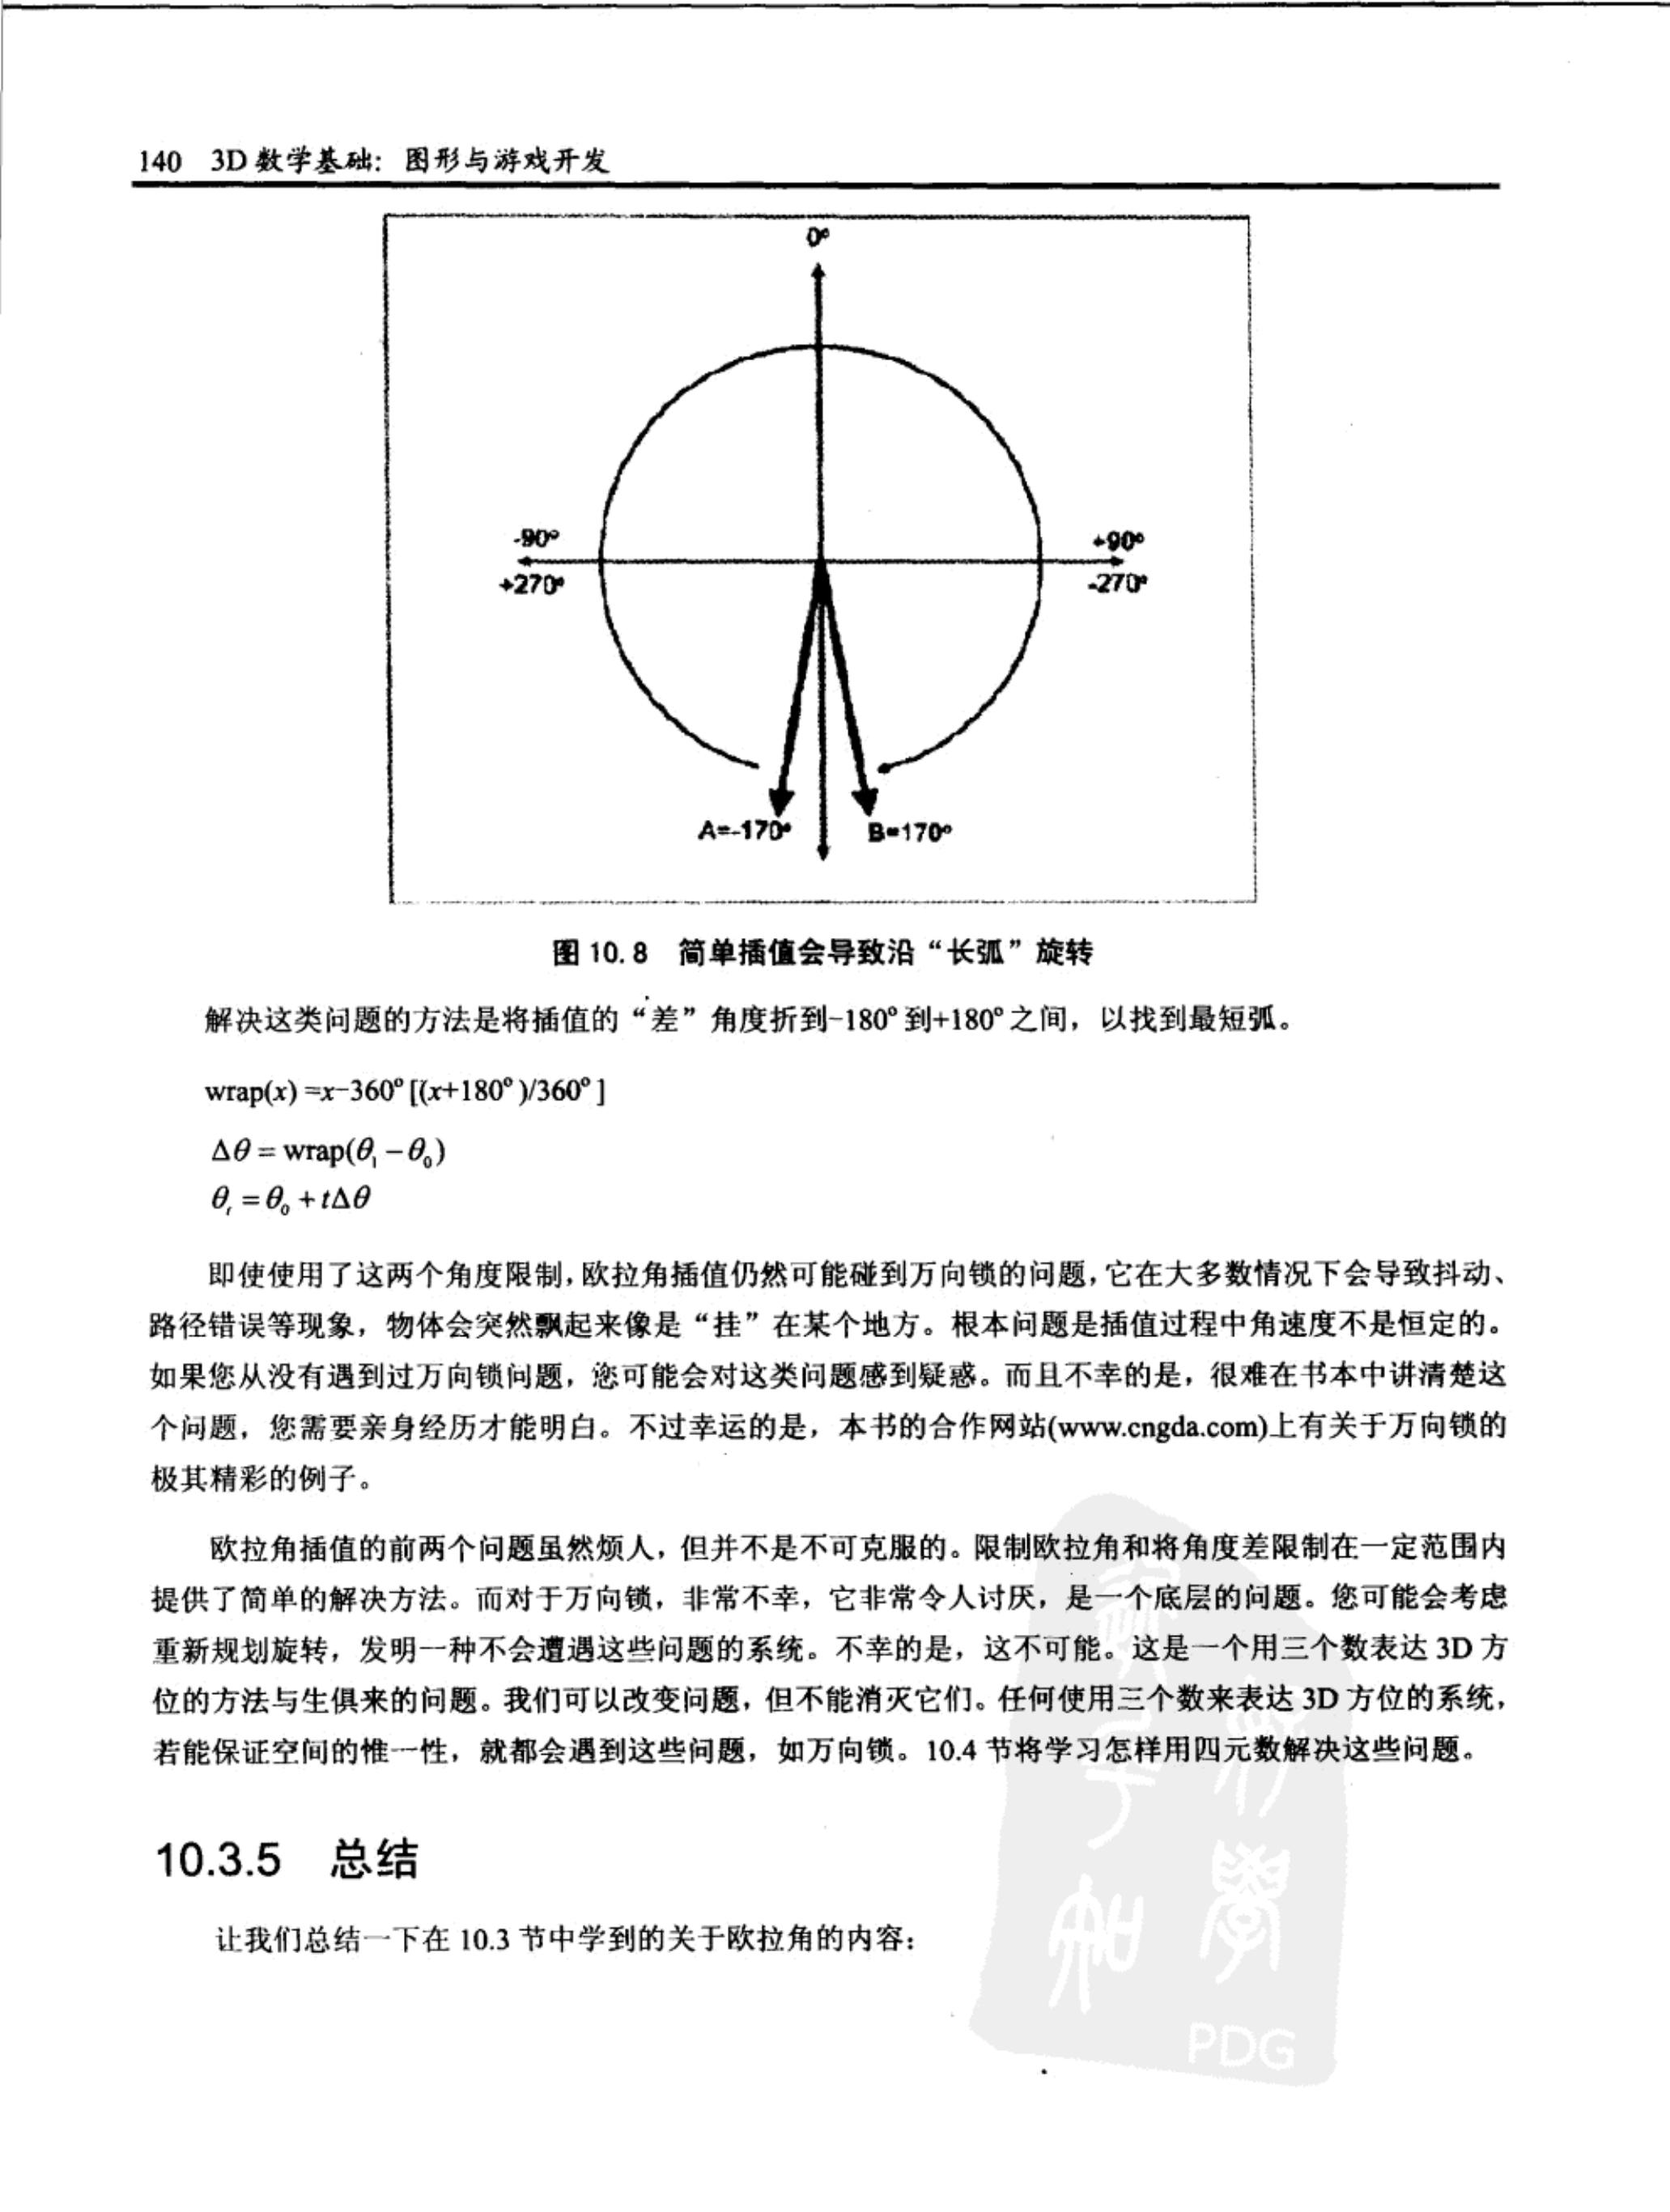 140 3D 数学基础：图形与游戏开发
0°
-90°
+90°
+270°
-270°
A=-170°
B=170°
图 10.8 简单插值会导致沿“长弧”旋转
解决这类问题的方法是将插值的“差”角度折到-180°到+180°之间，以找到最短弧。
wrap(x) =x-360° [(x+180° )/360° ]
Δθ = wrap(θ₁ − θ₀)
θₜ = θ₀ + tΔθ
即使使用了这两个角度限制，欧拉角插值仍然可能碰到万向锁的问题，它在大多数情况下会导致抖动、
路径错误等现象，物体会突然飘起来像是“挂”在某个地方。根本问题是插值过程中角速度不是恒定的。
如果您从没有遇到过万向锁问题，您可能会对这类问题感到疑惑。而且不幸的是，很难在书本中讲清楚这
个问题，您需要亲身经历才能明白。不过幸运的是，本书的合作网站(www.cngda.com)上有关于万向锁的
极其精彩的例子。
欧拉角插值的前两个问题虽然烦人，但并不是不可克服的。限制欧拉角和将角度差限制在一定范围内
提供了简单的解决方法。而对于万向锁，非常不幸，它非常令人讨厌，是一个底层的问题。您可能会考虑
重新规划旋转，发明一种不会遭遇这些问题的系统。不幸的是，这不可能。这是一个用三个数表达 3D 方
位的方法与生俱来的问题。我们可以改变问题，但不能消灭它们。任何使用三个数来表达 3D 方位的系统，
若能保证空间的惟一性，就都会遇到这些问题，如万向锁。10.4 节将学习怎样用四元数解决这些问题。
10.3.5 总结
让我们总结一下在 10.3 节中学到的关于欧拉角的内容：
PDG